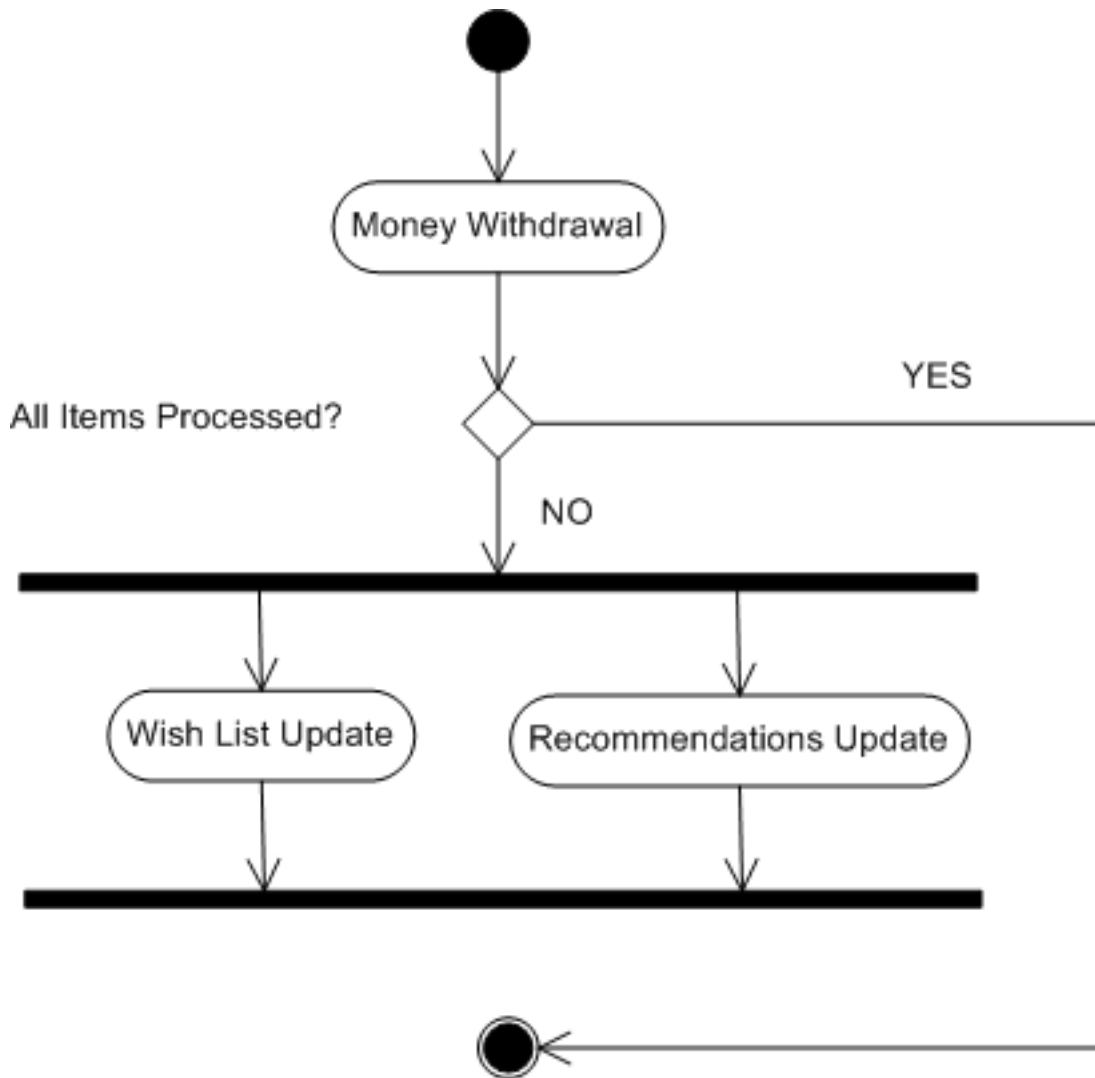 Money Withdrawal
YES
All Items Processed?
NO
Wish List Update
Recommendations Update